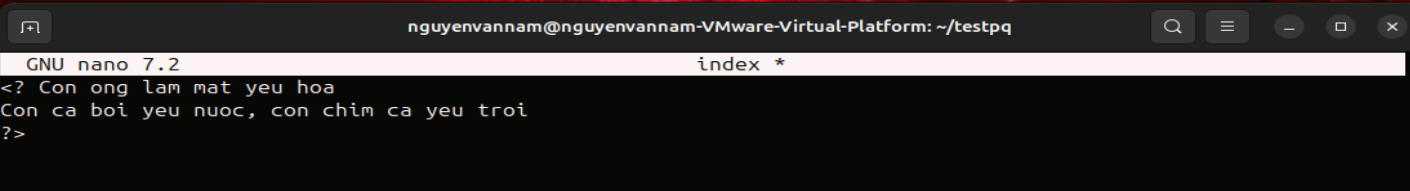 nguyenvannam@nguyenvannam-VMware-Virtual-Platform: ~/testpq
GNU nano 7.2 index *
<? Con ong lam mat yeu hoa
Con ca boi yeu nuoc, con chim ca yeu troi
?>